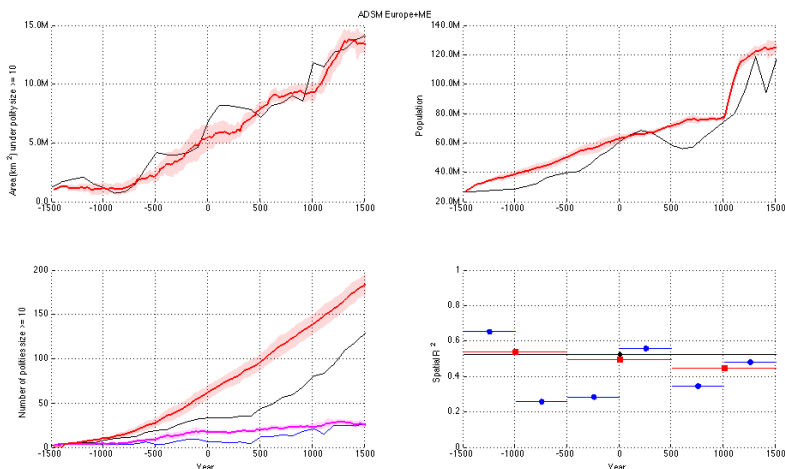 ADSM Europe+ME
15.0M
10.0M
5.0M
0.0
Area(km²) under polity size >= 10
-1500 -1000 -500 0 500 1000 1500
140.0M
120.0M
100.0M
80.0M
60.0M
40.0M
20.0M
Population
-1500 -1000 -500 0 500 1000 1500
200
150
100
50
0
Number of polities size >= 10
-1500 -1000 -500 0 500 1000 1500
Year
1
0.8
0.6
0.4
0.2
0
Spatial R²
-1500 -1000 -500 0 500 1000 1500
Year